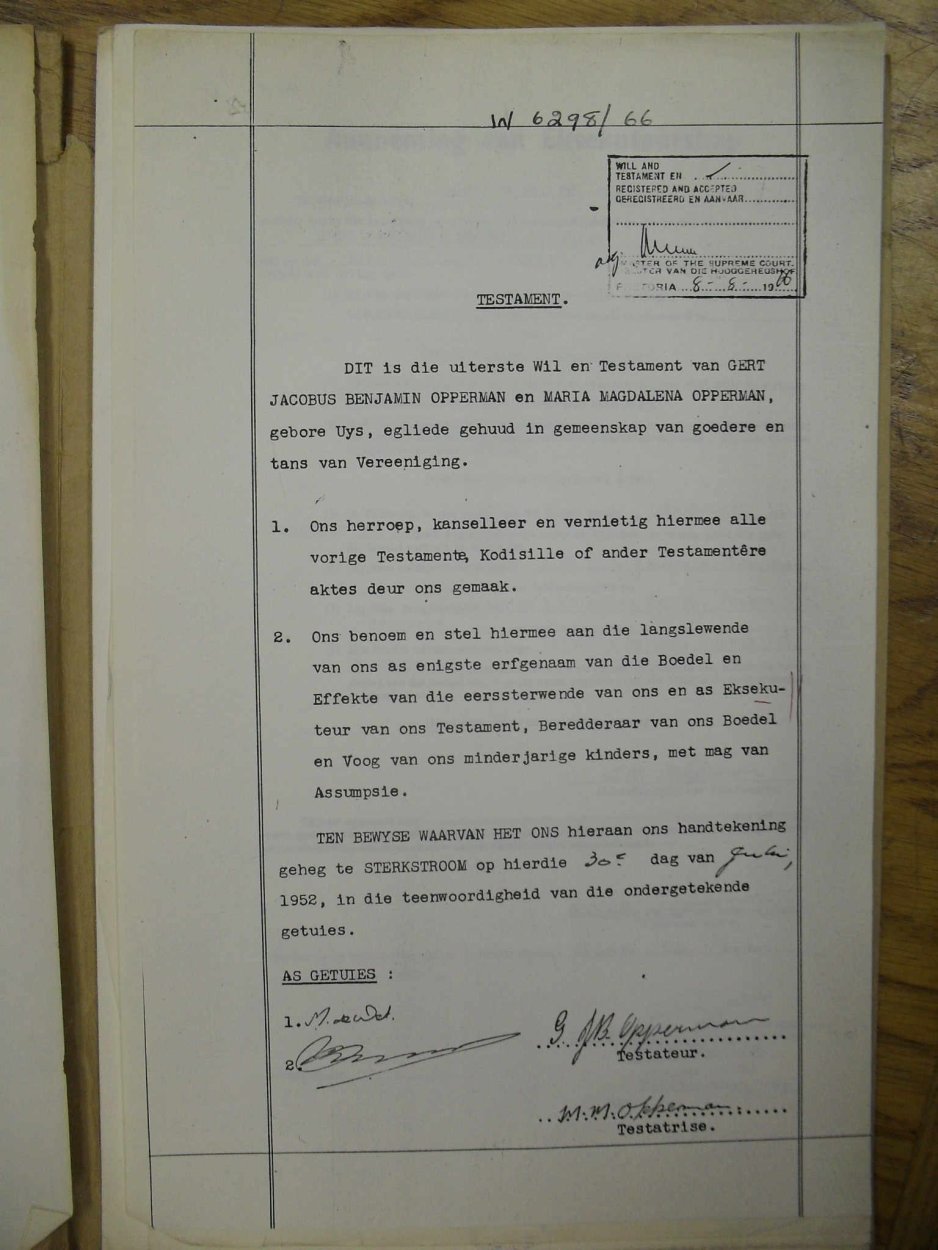 W 6298/66
WILL AND
TESTAMENT EN
REGISTERED AND ACCEPTED
GEREGISTREERD EN AANVAAR
MASTER OF THE SUPREME COURT.
MEESTER VAN DIE HOOGGEREGSHOF
PRETORIA 8-8-1966
TESTAMENT.
DIT is die uiterste Wil en Testament van GERT
JACOBUS BENJAMIN OPPERMAN en MARIA MAGDALENA OPPERMAN,
gebore Uys, egliede gehuud in gemeenskap van goedere en
tans van Vereeniging.
1. Ons herroep, kanselleer en vernietig hiermee alle
vorige Testamente, Kodisille of ander Testamentêre
aktes deur ons gemaak.
2. Ons benoem en stel hiermee aan die langslewende
van ons as enigste erfgenaam van die Boedel en
Effekte van die eerssterwende van ons en as Ekseku-
teur van ons Testament, Beredderaar van ons Boedel
en Voog van ons minderjarige kinders, met mag van
Assumpsie.
TEN BEWYSE WAARVAN HET ONS hieraan ons handtekening
geheg te STERKSTROOM op hierdie 30e dag van Julie,
1952, in die teenwoordigheid van die ondergetekende
getuies.
AS GETUIES :
1. M. de Wet.
2.
G J B Opperman
Testateur.
M. M. Opperman
Testatrise.